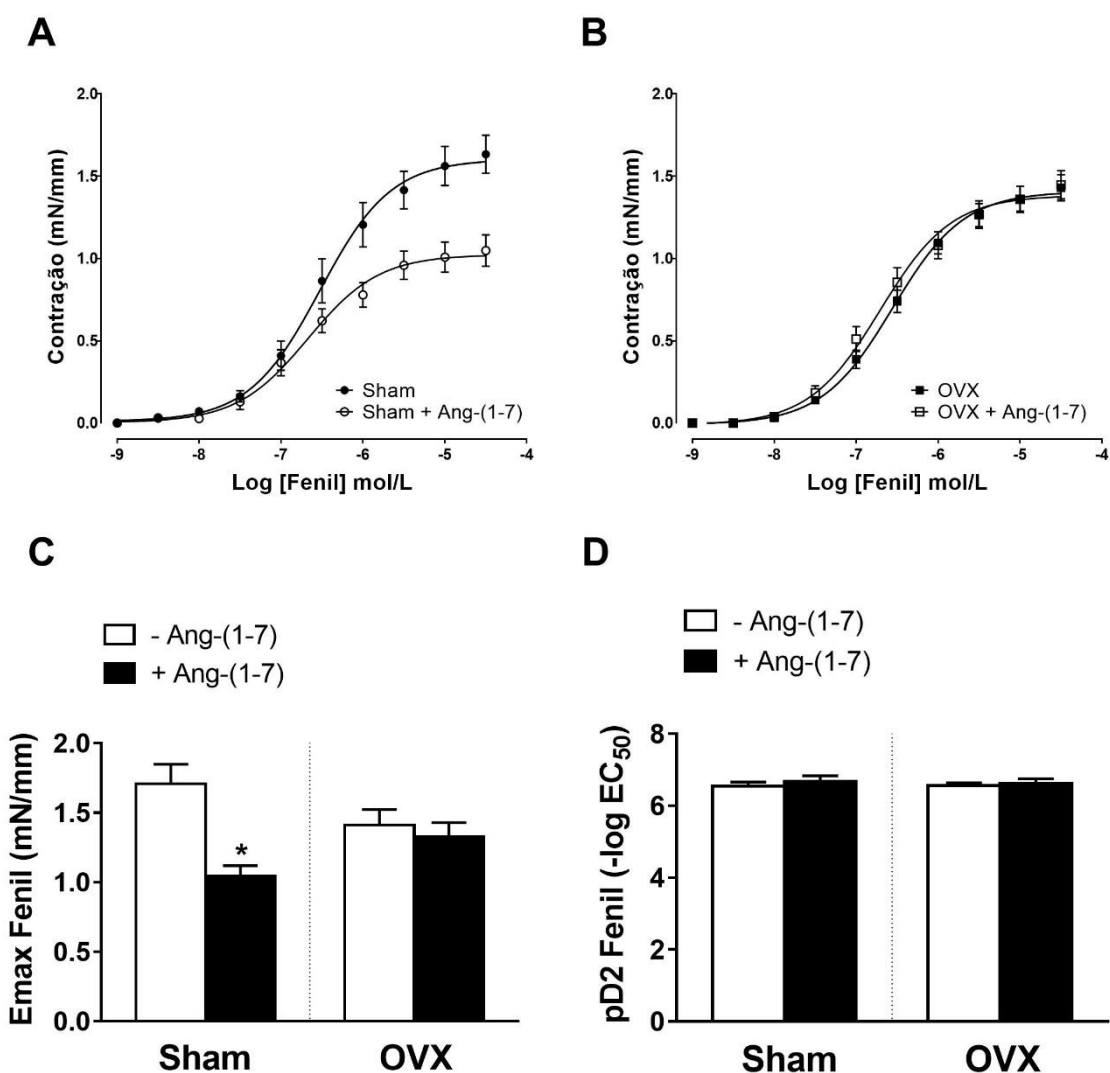 A
2.0
1.5
1.0
0.5
0.0
Contração (mN/mm)
Sham
Sham + Ang-(1-7)
-9
-8
-7
-6
-5
-4
Log [Fenil] mol/L
B
2.0
1.5
1.0
0.5
0.0
Contração (mN/mm)
OVX
OVX + Ang-(1-7)
-9
-8
-7
-6
-5
-4
Log [Fenil] mol/L
C
- Ang-(1-7)
+ Ang-(1-7)
2.0
1.5
1.0
0.5
0.0
Emax Fenil (mN/mm)
*
Sham
OVX
D
- Ang-(1-7)
+ Ang-(1-7)
8
6
4
2
0
pD2 Fenil (-log EC50)
Sham
OVX